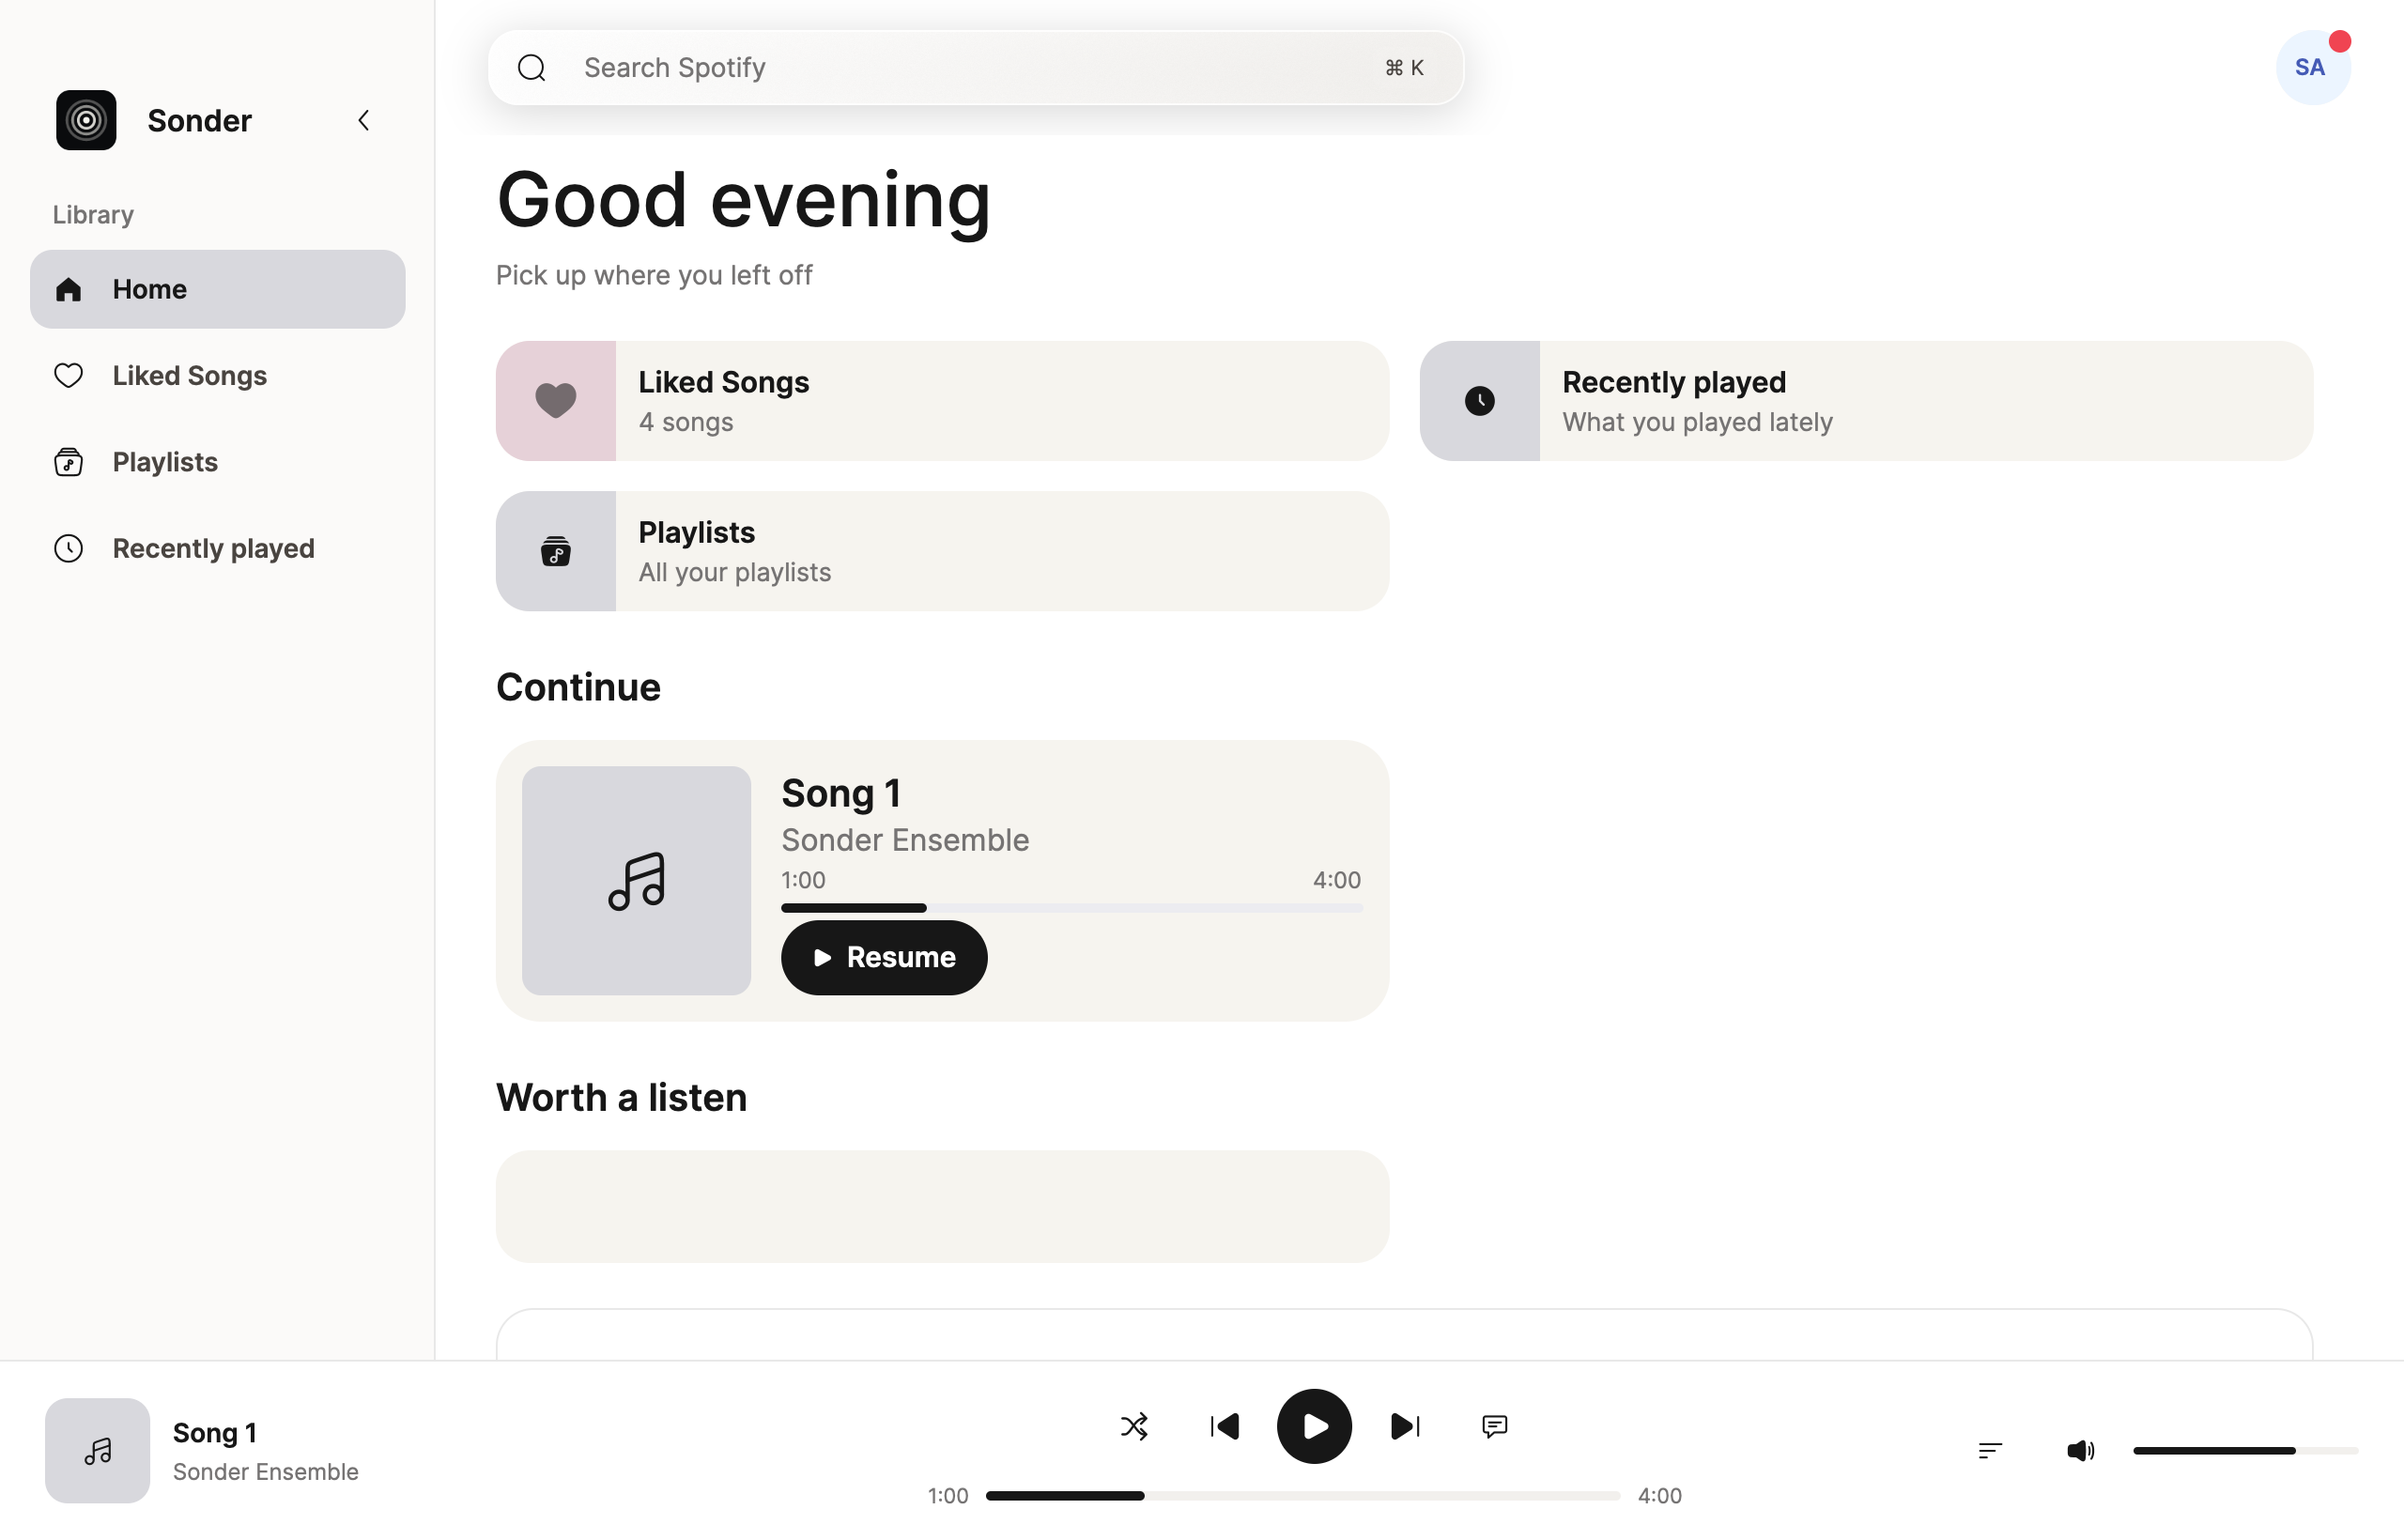 Sonder
Library
Home
Liked Songs
Playlists
Recently played
Search Spotify
⌘ K
SA
Good evening
Pick up where you left off
Liked Songs
4 songs
Recently played
What you played lately
Playlists
All your playlists
Continue
Song 1
Sonder Ensemble
1:00 4:00
Resume
Worth a listen
Song 1
Sonder Ensemble
1:00 4:00